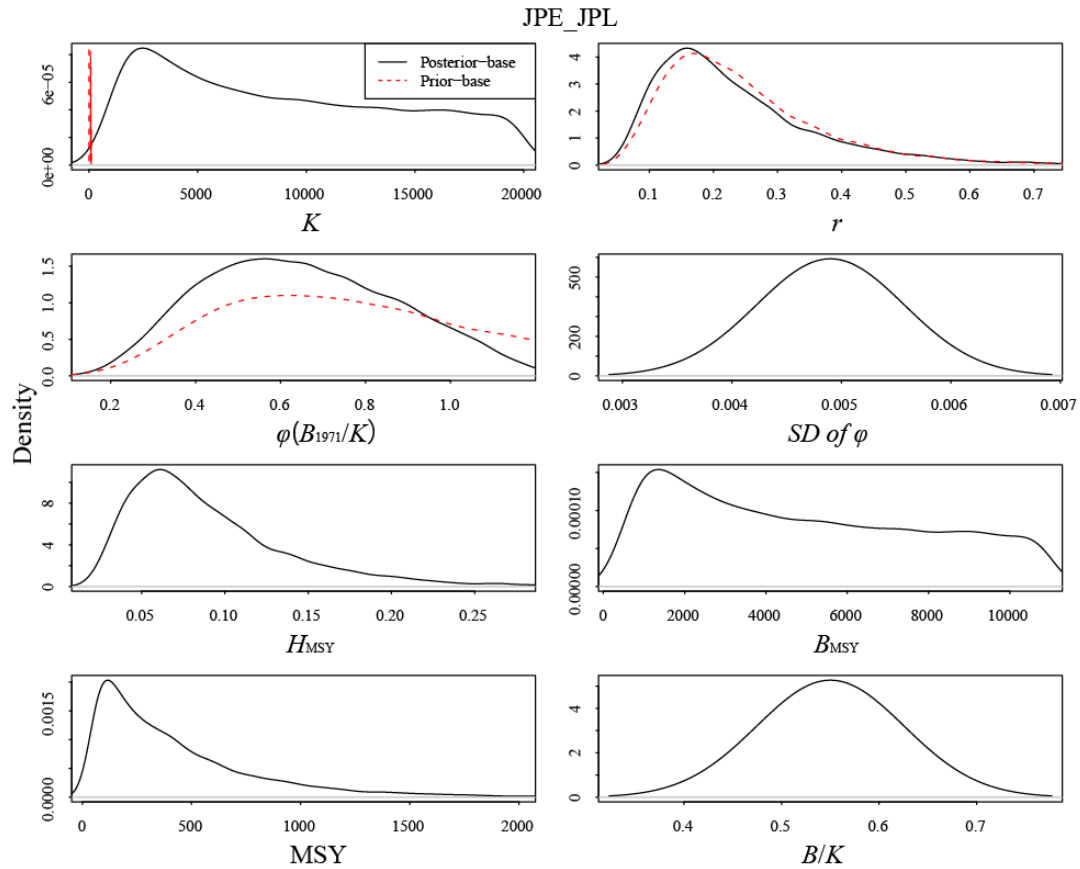 JPE_JPL
Density
6e−05
0e+00
Posterior−base
Prior−base
0 5000 10000 15000 20000
K
4
3
2
1
0
0.1 0.2 0.3 0.4 0.5 0.6 0.7
r
1.5
1.0
0.5
0.0
0.2 0.4 0.6 0.8 1.0
φ(B1971/K)
500
200
0
0.003 0.004 0.005 0.006 0.007
SD of φ
8
4
0
0.05 0.10 0.15 0.20 0.25
HMSY
0.00010
0.00000
0 2000 4000 6000 8000 10000
BMSY
0.0015
0.0000
0 500 1000 1500 2000
MSY
4
2
0
0.4 0.5 0.6 0.7
B/K